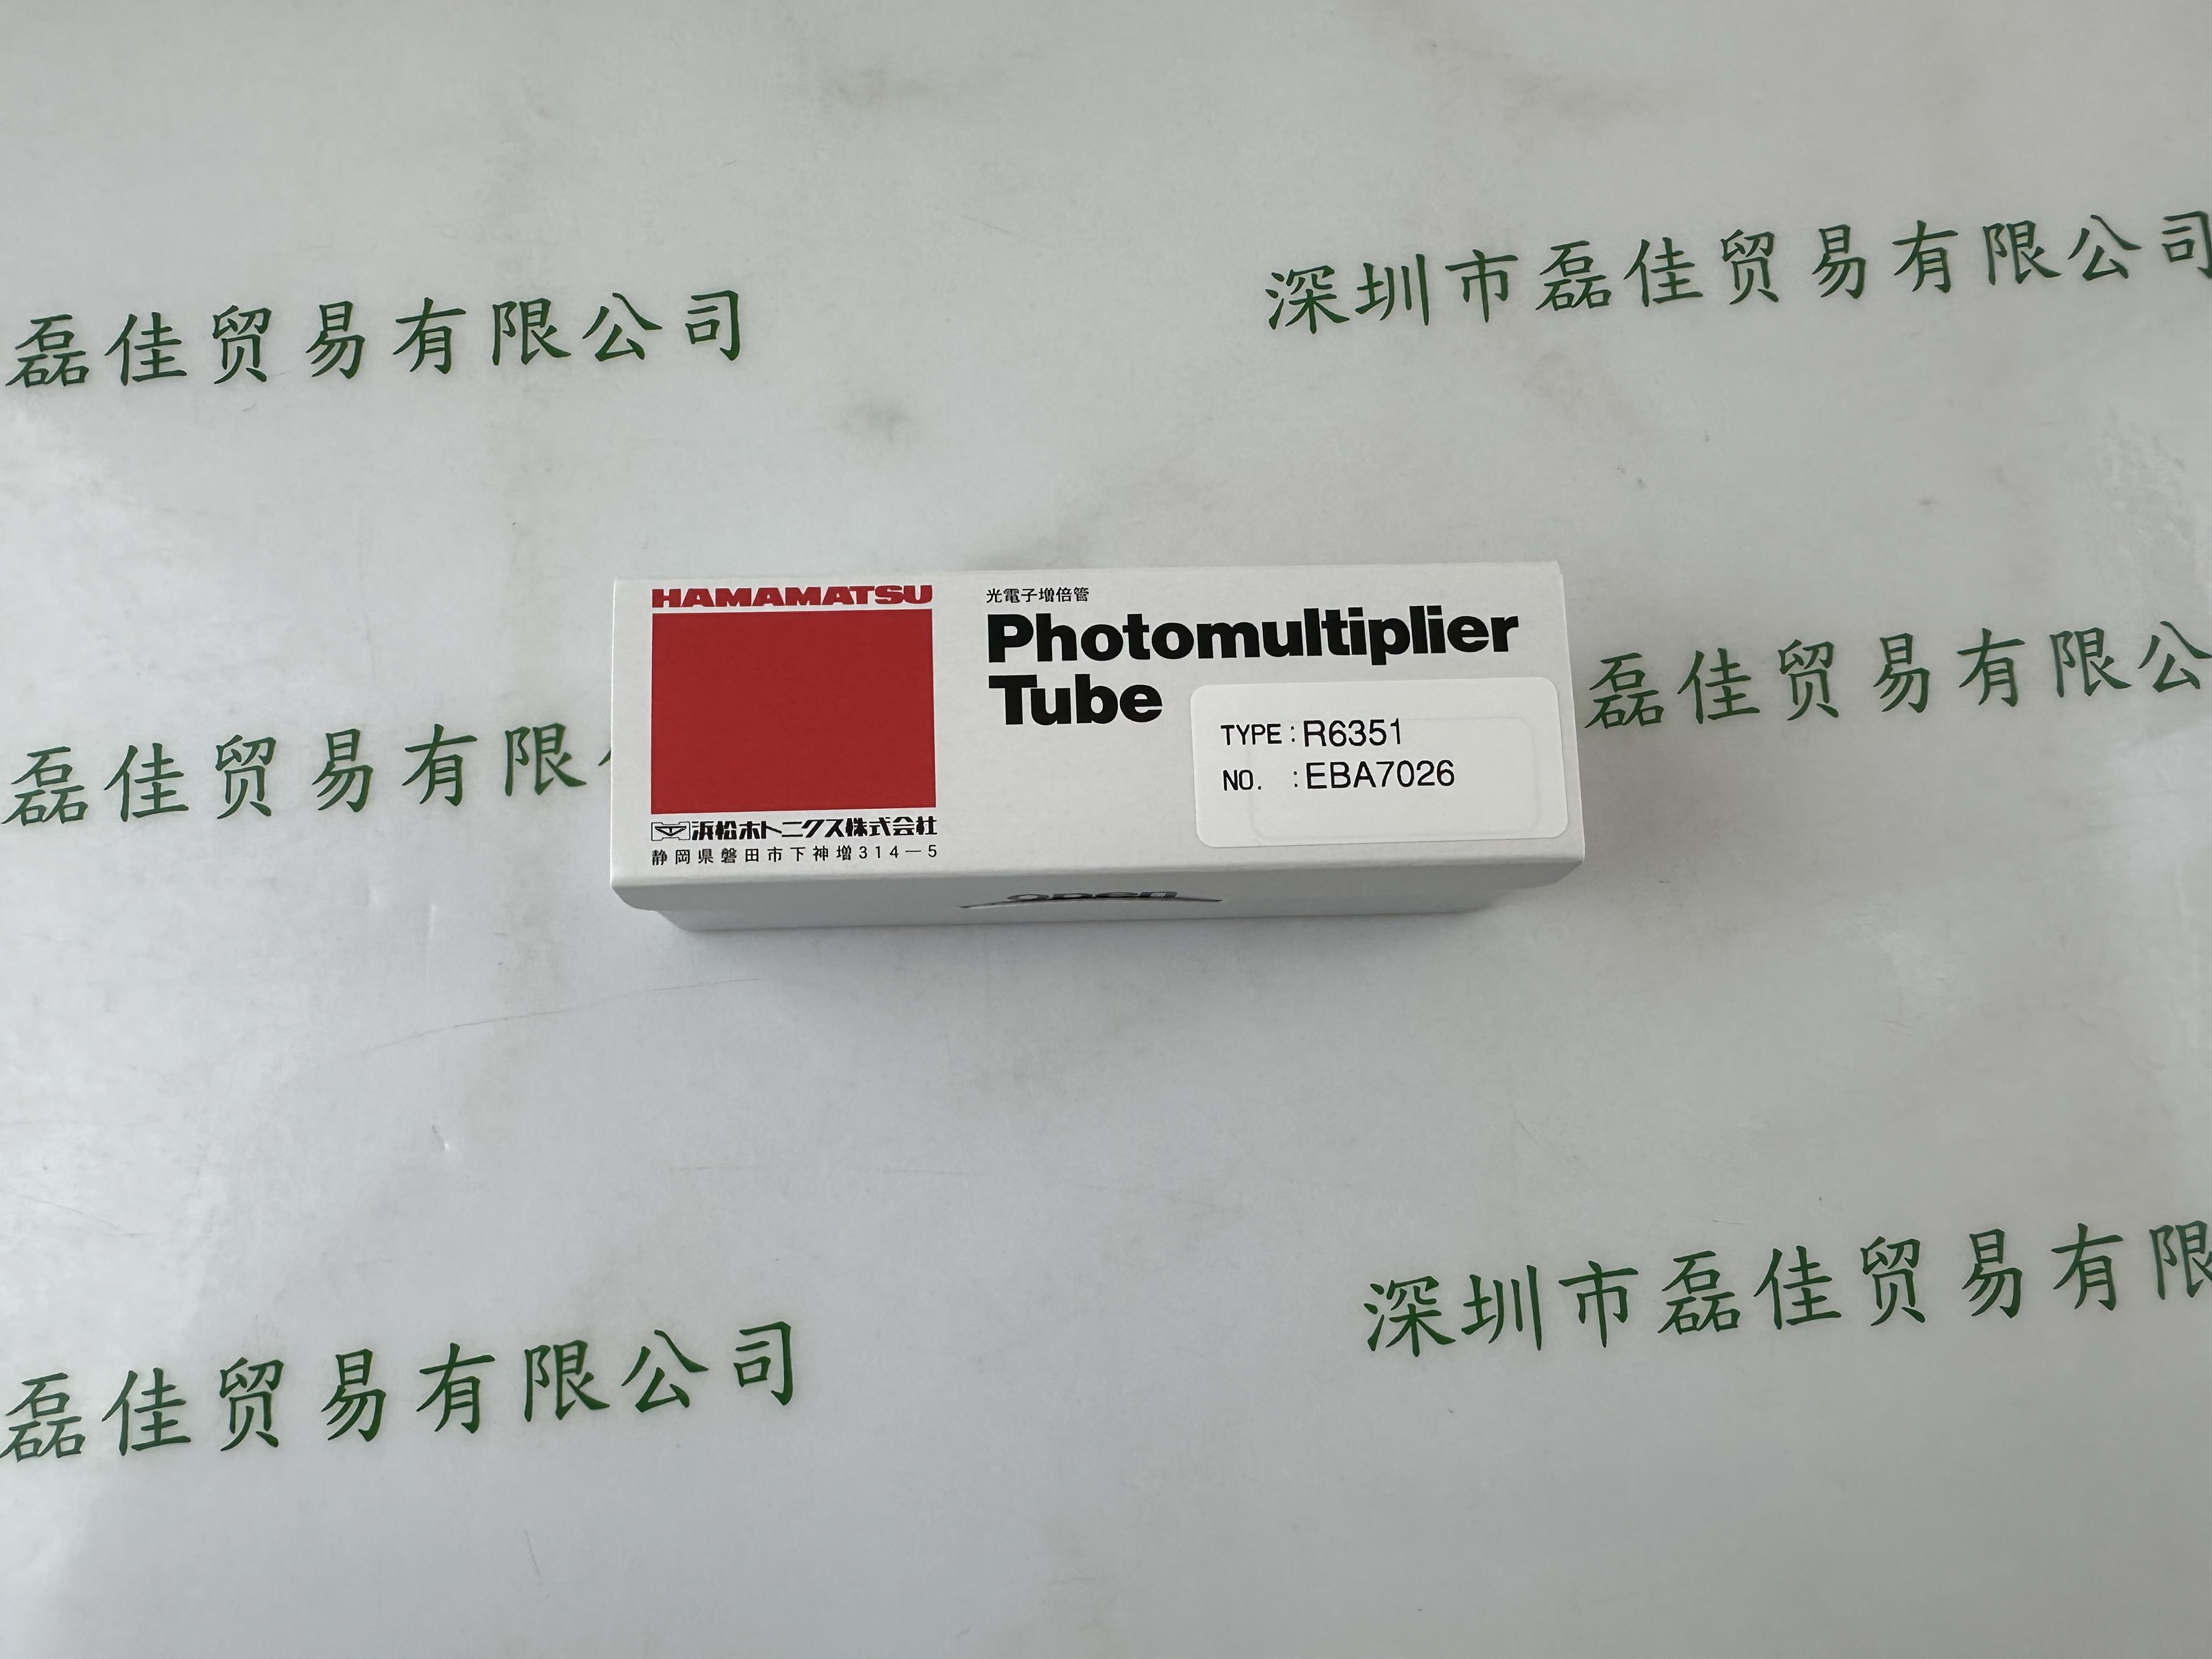 深圳市磊佳贸易有限公司
磊佳贸易有限公司
HAMAMATSU
浜松ホトニクス株式会社
静岡県磐田市下神増314-5
光電子増倍管
Photomultiplier
Tube
TYPE:R6351
NO. :EBA7026
磊佳贸易有限
磊佳贸易有限公
深圳市磊佳贸易有限
磊佳贸易有限公司